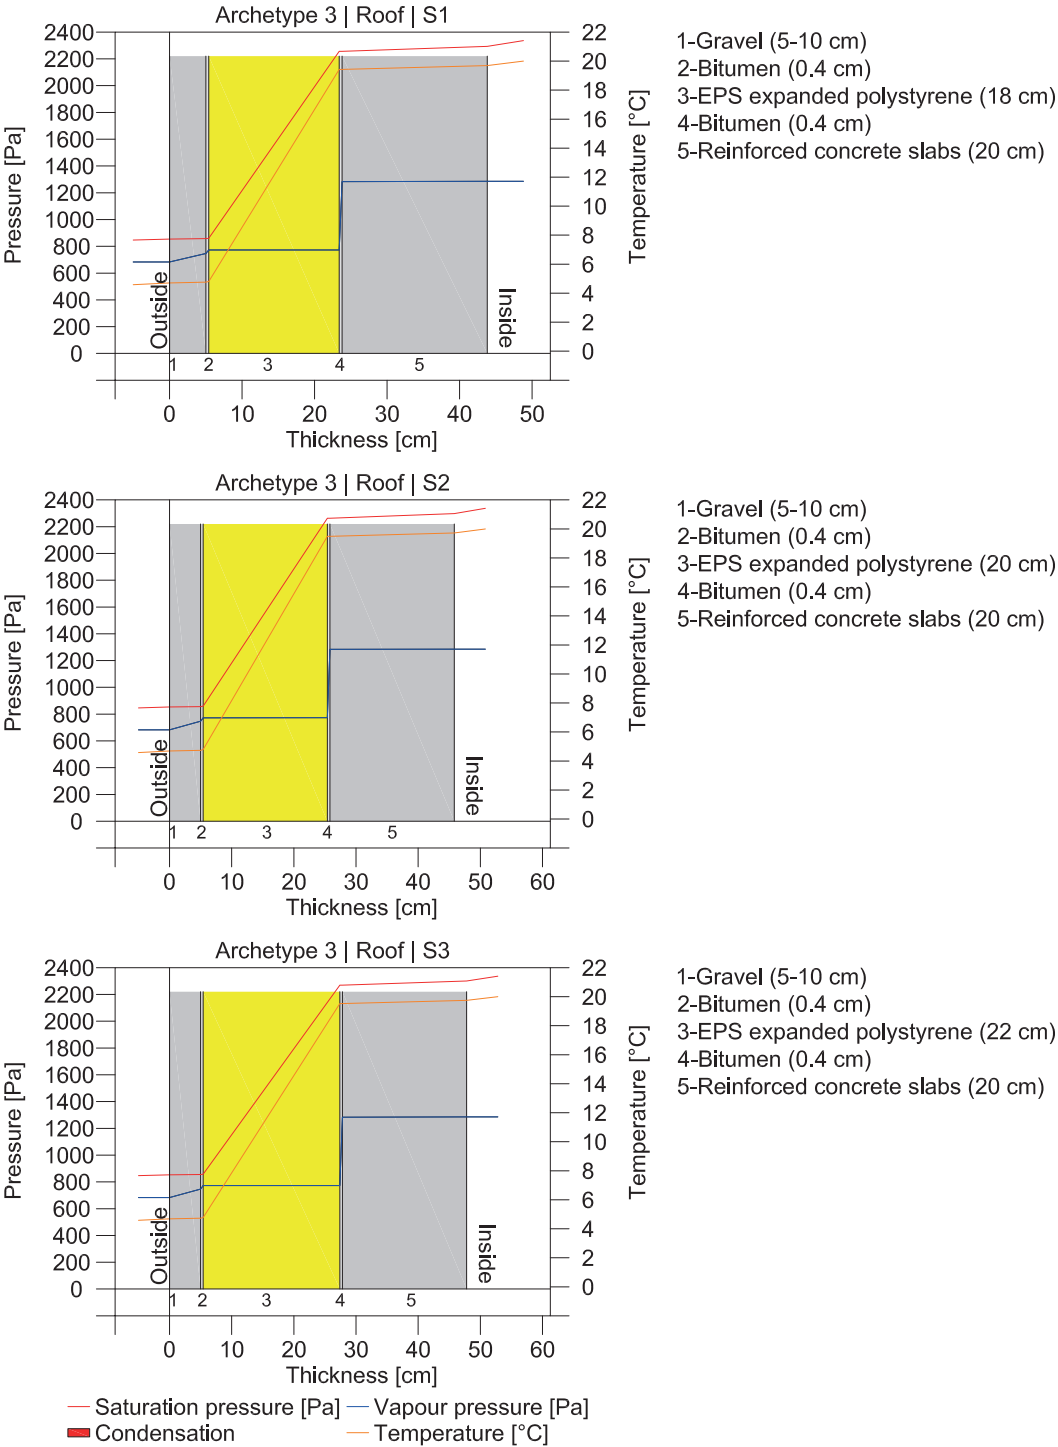 Archetype 3 | Roof | S1
2400
2200
2000
1800
1600
1400
1200
1000
800
600
400
200
0
Pressure [Pa]
22
20
18
16
14
12
10
8
6
4
2
0
Temperature [°C]
Outside
Inside
1 2 3 4 5
0 10 20 30 40 50
Thickness [cm]
1-Gravel (5-10 cm)
2-Bitumen (0.4 cm)
3-EPS expanded polystyrene (18 cm)
4-Bitumen (0.4 cm)
5-Reinforced concrete slabs (20 cm)
Archetype 3 | Roof | S2
2400
2200
2000
1800
1600
1400
1200
1000
800
600
400
200
0
Pressure [Pa]
22
20
18
16
14
12
10
8
6
4
2
0
Temperature [°C]
Outside
Inside
1 2 3 4 5
0 10 20 30 40 50 60
Thickness [cm]
1-Gravel (5-10 cm)
2-Bitumen (0.4 cm)
3-EPS expanded polystyrene (20 cm)
4-Bitumen (0.4 cm)
5-Reinforced concrete slabs (20 cm)
Archetype 3 | Roof | S3
2400
2200
2000
1800
1600
1400
1200
1000
800
600
400
200
0
Pressure [Pa]
22
20
18
16
14
12
10
8
6
4
2
0
Temperature [°C]
Outside
Inside
1 2 3 4 5
0 10 20 30 40 50 60
Thickness [cm]
1-Gravel (5-10 cm)
2-Bitumen (0.4 cm)
3-EPS expanded polystyrene (22 cm)
4-Bitumen (0.4 cm)
5-Reinforced concrete slabs (20 cm)
Saturation pressure [Pa] Vapour pressure [Pa]
Condensation Temperature [°C]